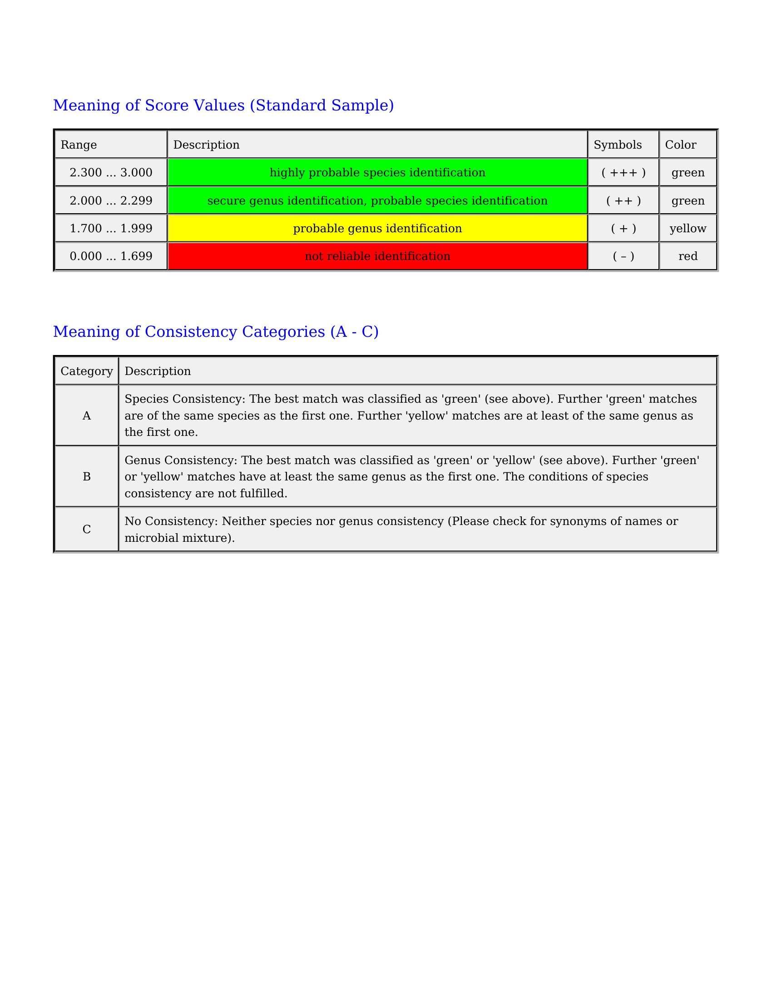 Meaning of Score Values (Standard Sample)
Range Description Symbols Color
2.300 ... 3.000 highly probable species identification ( +++ ) green
2.000 ... 2.299 secure genus identification, probable species identification ( ++ ) green
1.700 ... 1.999 probable genus identification ( + ) yellow
0.000 ... 1.699 not reliable identification ( – ) red
Meaning of Consistency Categories (A - C)
Category Description
A
Species Consistency: The best match was classified as 'green' (see above). Further 'green' matches
are of the same species as the first one. Further 'yellow' matches are at least of the same genus as
the first one.
B
Genus Consistency: The best match was classified as 'green' or 'yellow' (see above). Further 'green'
or 'yellow' matches have at least the same genus as the first one. The conditions of species
consistency are not fulfilled.
C
No Consistency: Neither species nor genus consistency (Please check for synonyms of names or
microbial mixture).